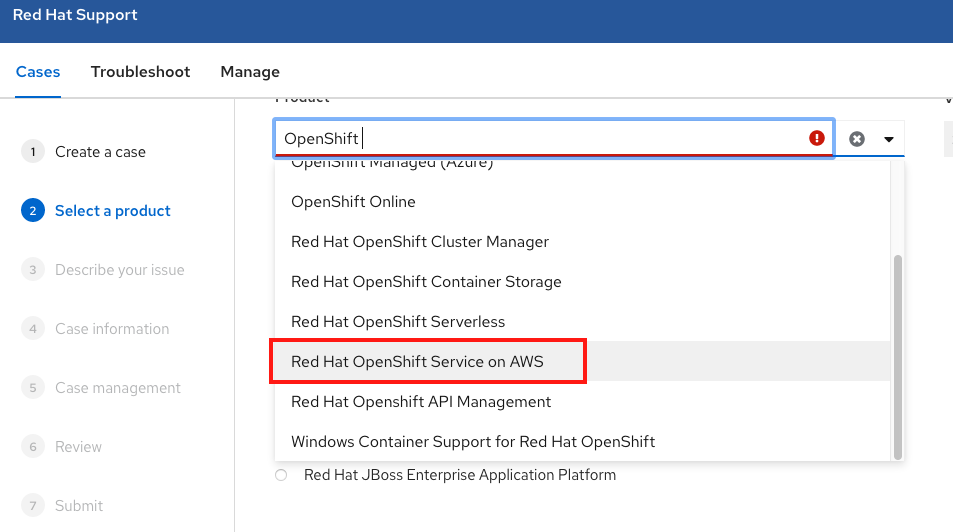 Red Hat Support
Cases Troubleshoot Manage
Product
1 Create a case
2 Select a product
3 Describe your issue
4 Case information
5 Case management
6 Review
7 Submit
OpenShift
OpenShift Managed (Azure)
OpenShift Online
Red Hat OpenShift Cluster Manager
Red Hat OpenShift Container Storage
Red Hat OpenShift Serverless
Red Hat OpenShift Service on AWS
Red Hat Openshift API Management
Windows Container Support for Red Hat OpenShift
Red Hat JBoss Enterprise Application Platform